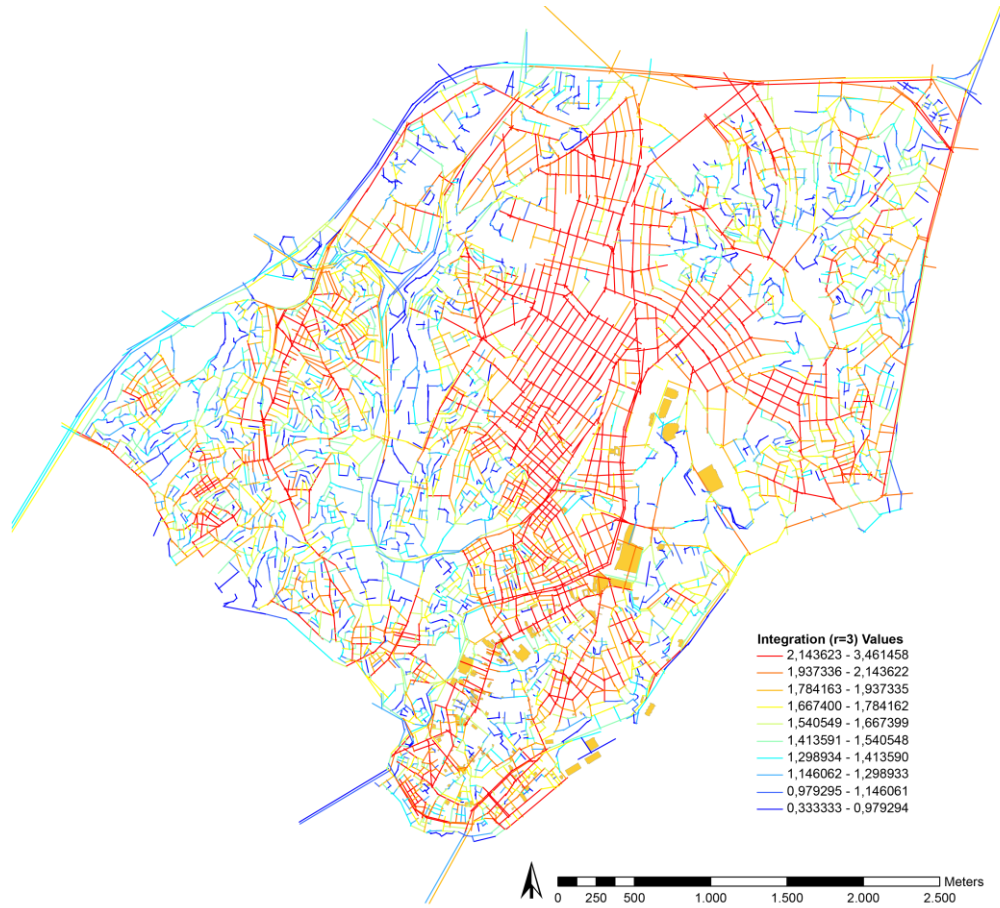 Integration (r=3) Values
2,143623 - 3,461458
1,937336 - 2,143622
1,784163 - 1,937335
1,667400 - 1,784162
1,540549 - 1,667399
1,413591 - 1,540548
1,298934 - 1,413590
1,146062 - 1,298933
0,979295 - 1,146061
0,333333 - 0,979294
Meters
0 250 500 1.000 1.500 2.000 2.500